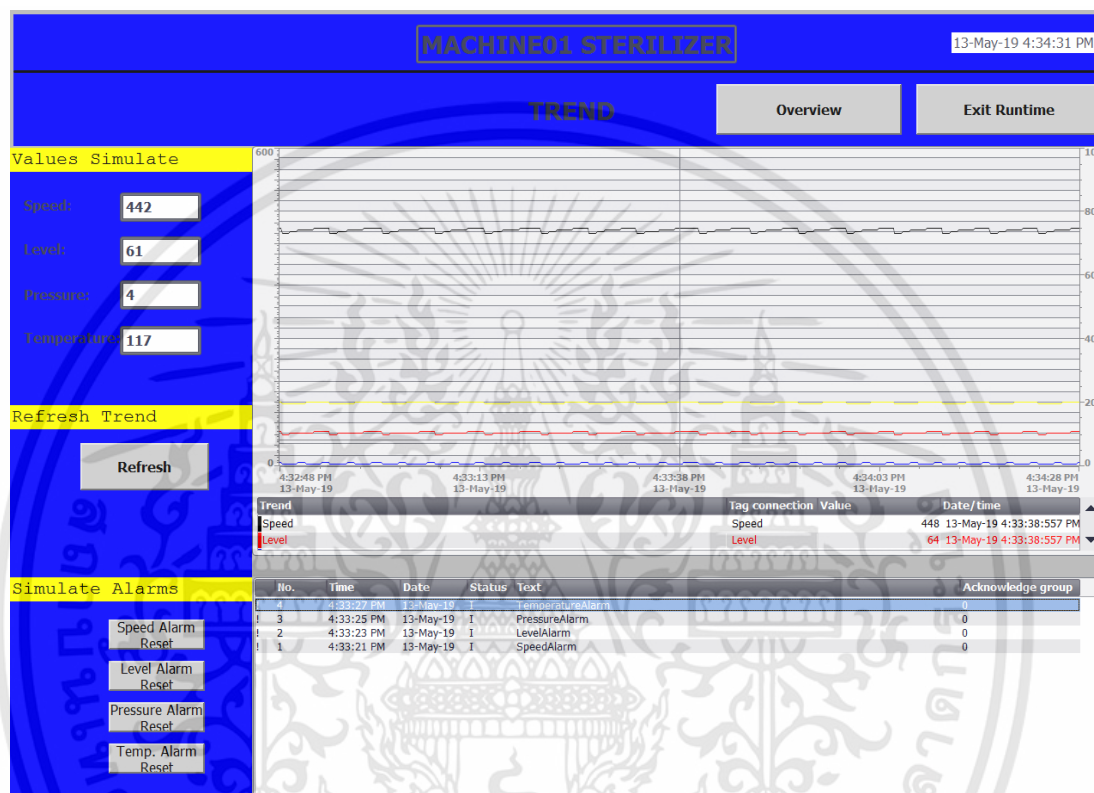 MACHINE01 STERILIZER
13-May-19 4:34:31 PM
TREND
Overview
Exit Runtime
Values Simulate
Speed: 442
Level: 61
Pressure: 4
Temperature: 117
Refresh Trend
Refresh
600
0
10
80
60
40
20
0
4:32:48 PM 4:33:13 PM 4:33:38 PM 4:34:03 PM 4:34:28 PM
13-May-19 13-May-19 13-May-19 13-May-19 13-May-19
Trend Tag connection Value Date/time
Speed Speed 448 13-May-19 4:33:38:557 PM
Level Level 64 13-May-19 4:33:38:557 PM
Simulate Alarms
No. Time Date Status Text Acknowledge group
! 4 4:33:27 PM 13-May-19 I TemperatureAlarm 0
! 3 4:33:25 PM 13-May-19 I PressureAlarm 0
! 2 4:33:23 PM 13-May-19 I LevelAlarm 0
! 1 4:33:21 PM 13-May-19 I SpeedAlarm 0
Speed Alarm
Reset
Level Alarm
Reset
Pressure Alarm
Reset
Temp. Alarm
Reset